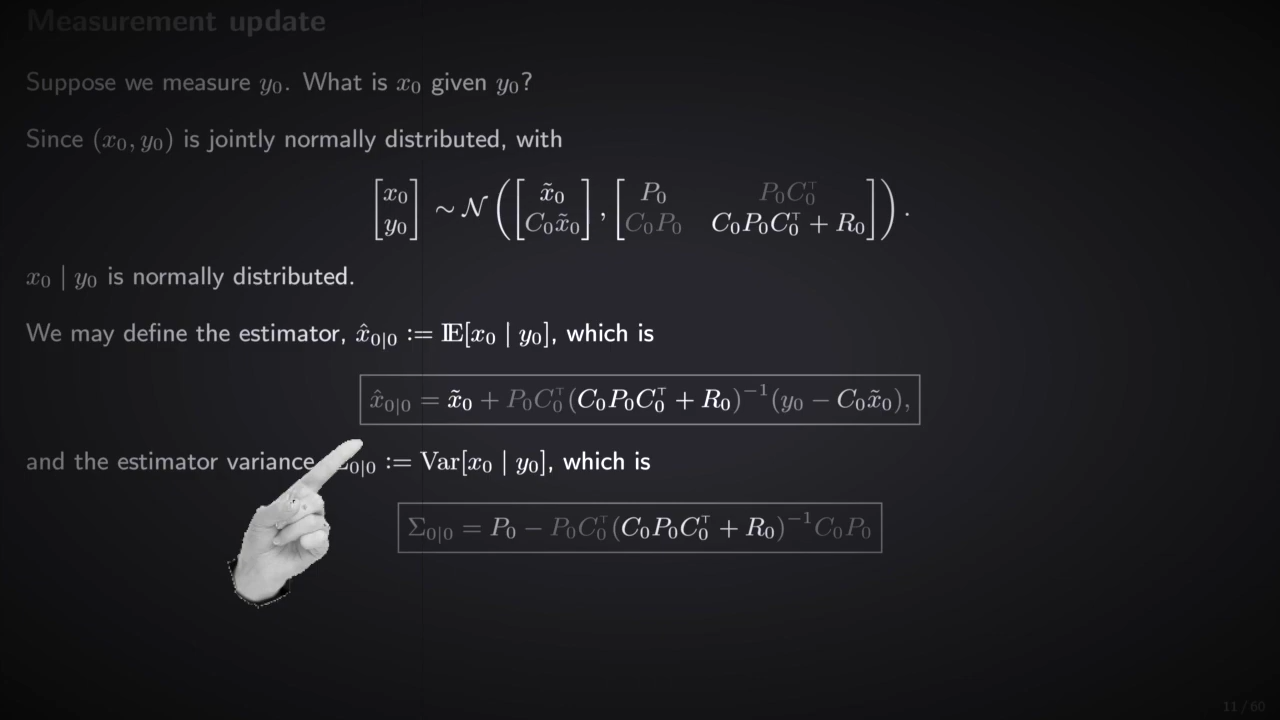 Measurement update
Suppose we measure y₀. What is x₀ given y₀?
Since (x₀, y₀) is jointly normally distributed, with
[x₀ y₀] ∼ 𝒩 ([x̃₀ C₀x̃₀], [P₀ P₀C₀ᵀ C₀P₀ C₀P₀C₀ᵀ + R₀]).
x₀ | y₀ is normally distributed.
We may define the estimator, x̂₀|₀ := 𝔼[x₀ | y₀], which is
x̂₀|₀ = x̃₀ + P₀C₀ᵀ(C₀P₀C₀ᵀ + R₀)⁻¹(y₀ − C₀x̃₀),
and the estimator variance Σ₀|₀ := Var[x₀ | y₀], which is
Σ₀|₀ = P₀ − P₀C₀ᵀ(C₀P₀C₀ᵀ + R₀)⁻¹C₀P₀
11 / 60